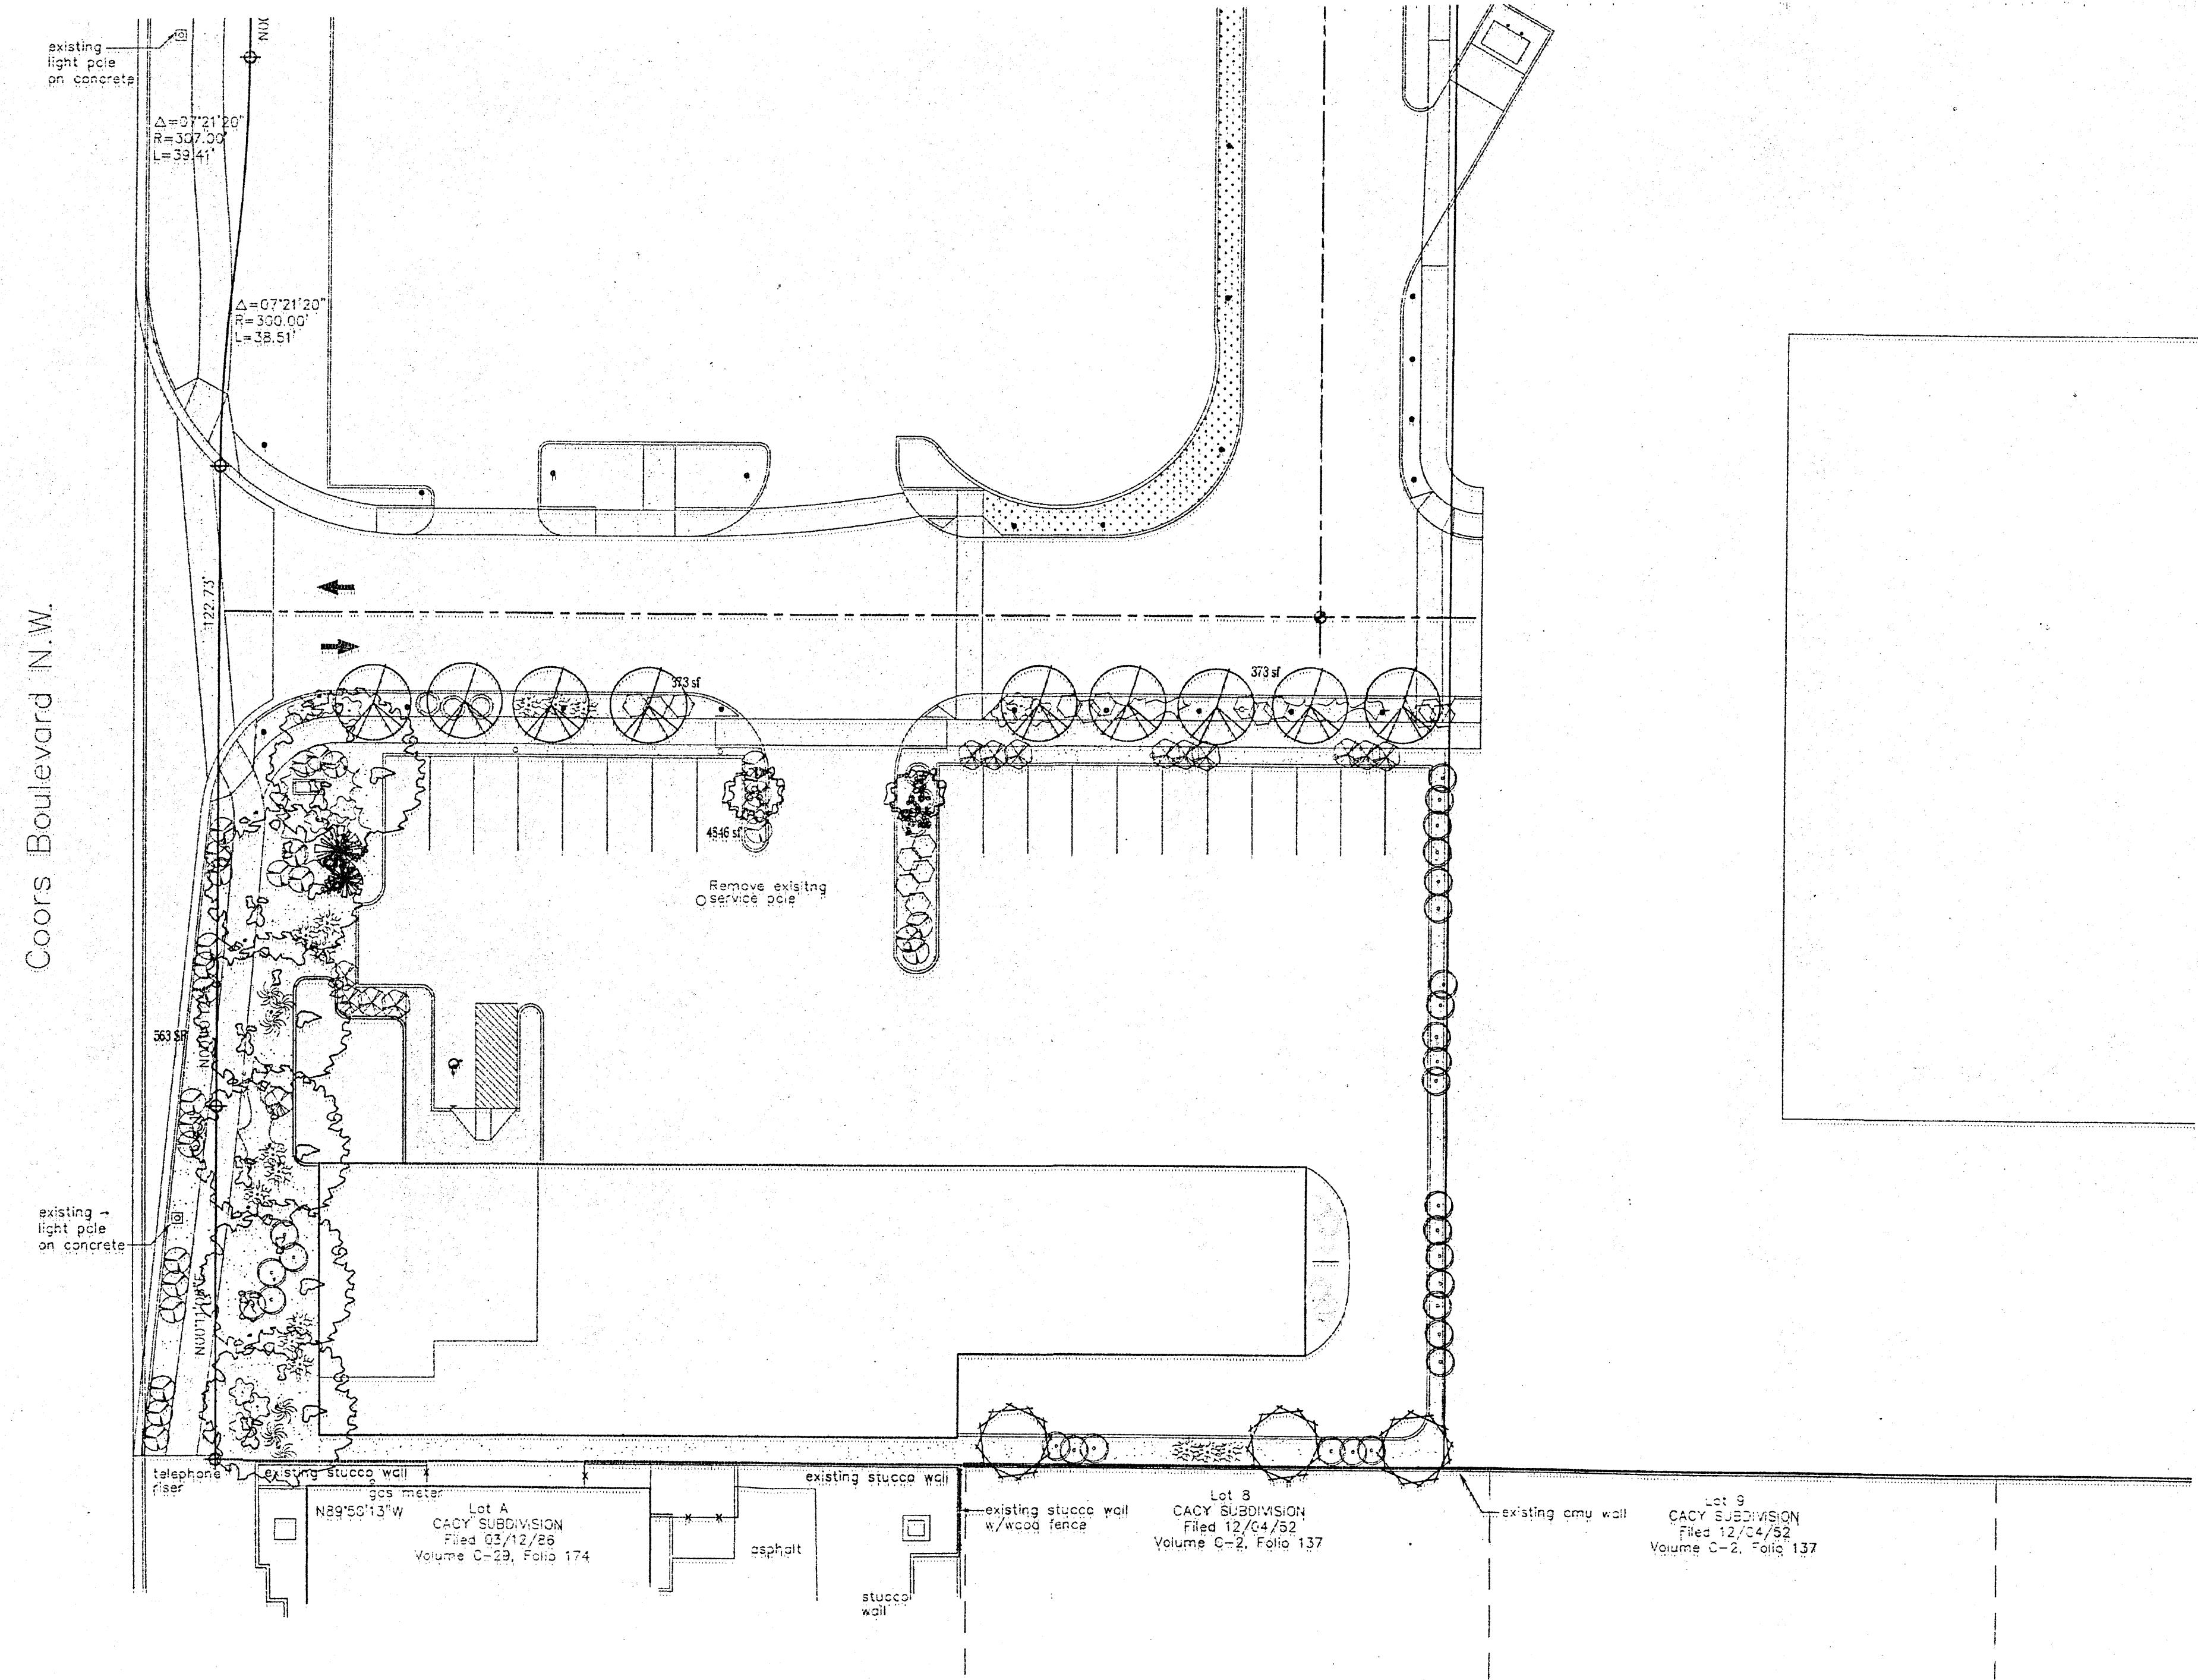 existing
light pole
on concrete
Δ=07°21'20"
R=307.00'
L=39.41'
Δ=07°21'20"
R=300.00'
L=38.51'
122.73'
Coors Boulevard N.W.
373 sf
373 sf
4846 sf
Remove exisitng
service pole
363 SF
existing
light pole
on concrete
telephone
riser
existing stucco wall
gas meter
N89°56'13"W
Lot A
CACY SUBDIVISION
Filed 03/12/86
Volume C-29, Folio 174
asphalt
existing stucco wall
stucco
wall
existing stucco wall
w/wood fence
Lot 8
CACY SUBDIVISION
Filed 12/04/52
Volume C-2, Folio 137
existing cmu wall
Lot 9
CACY SUBDIVISION
Filed 12/04/52
Volume C-2, Folio 137